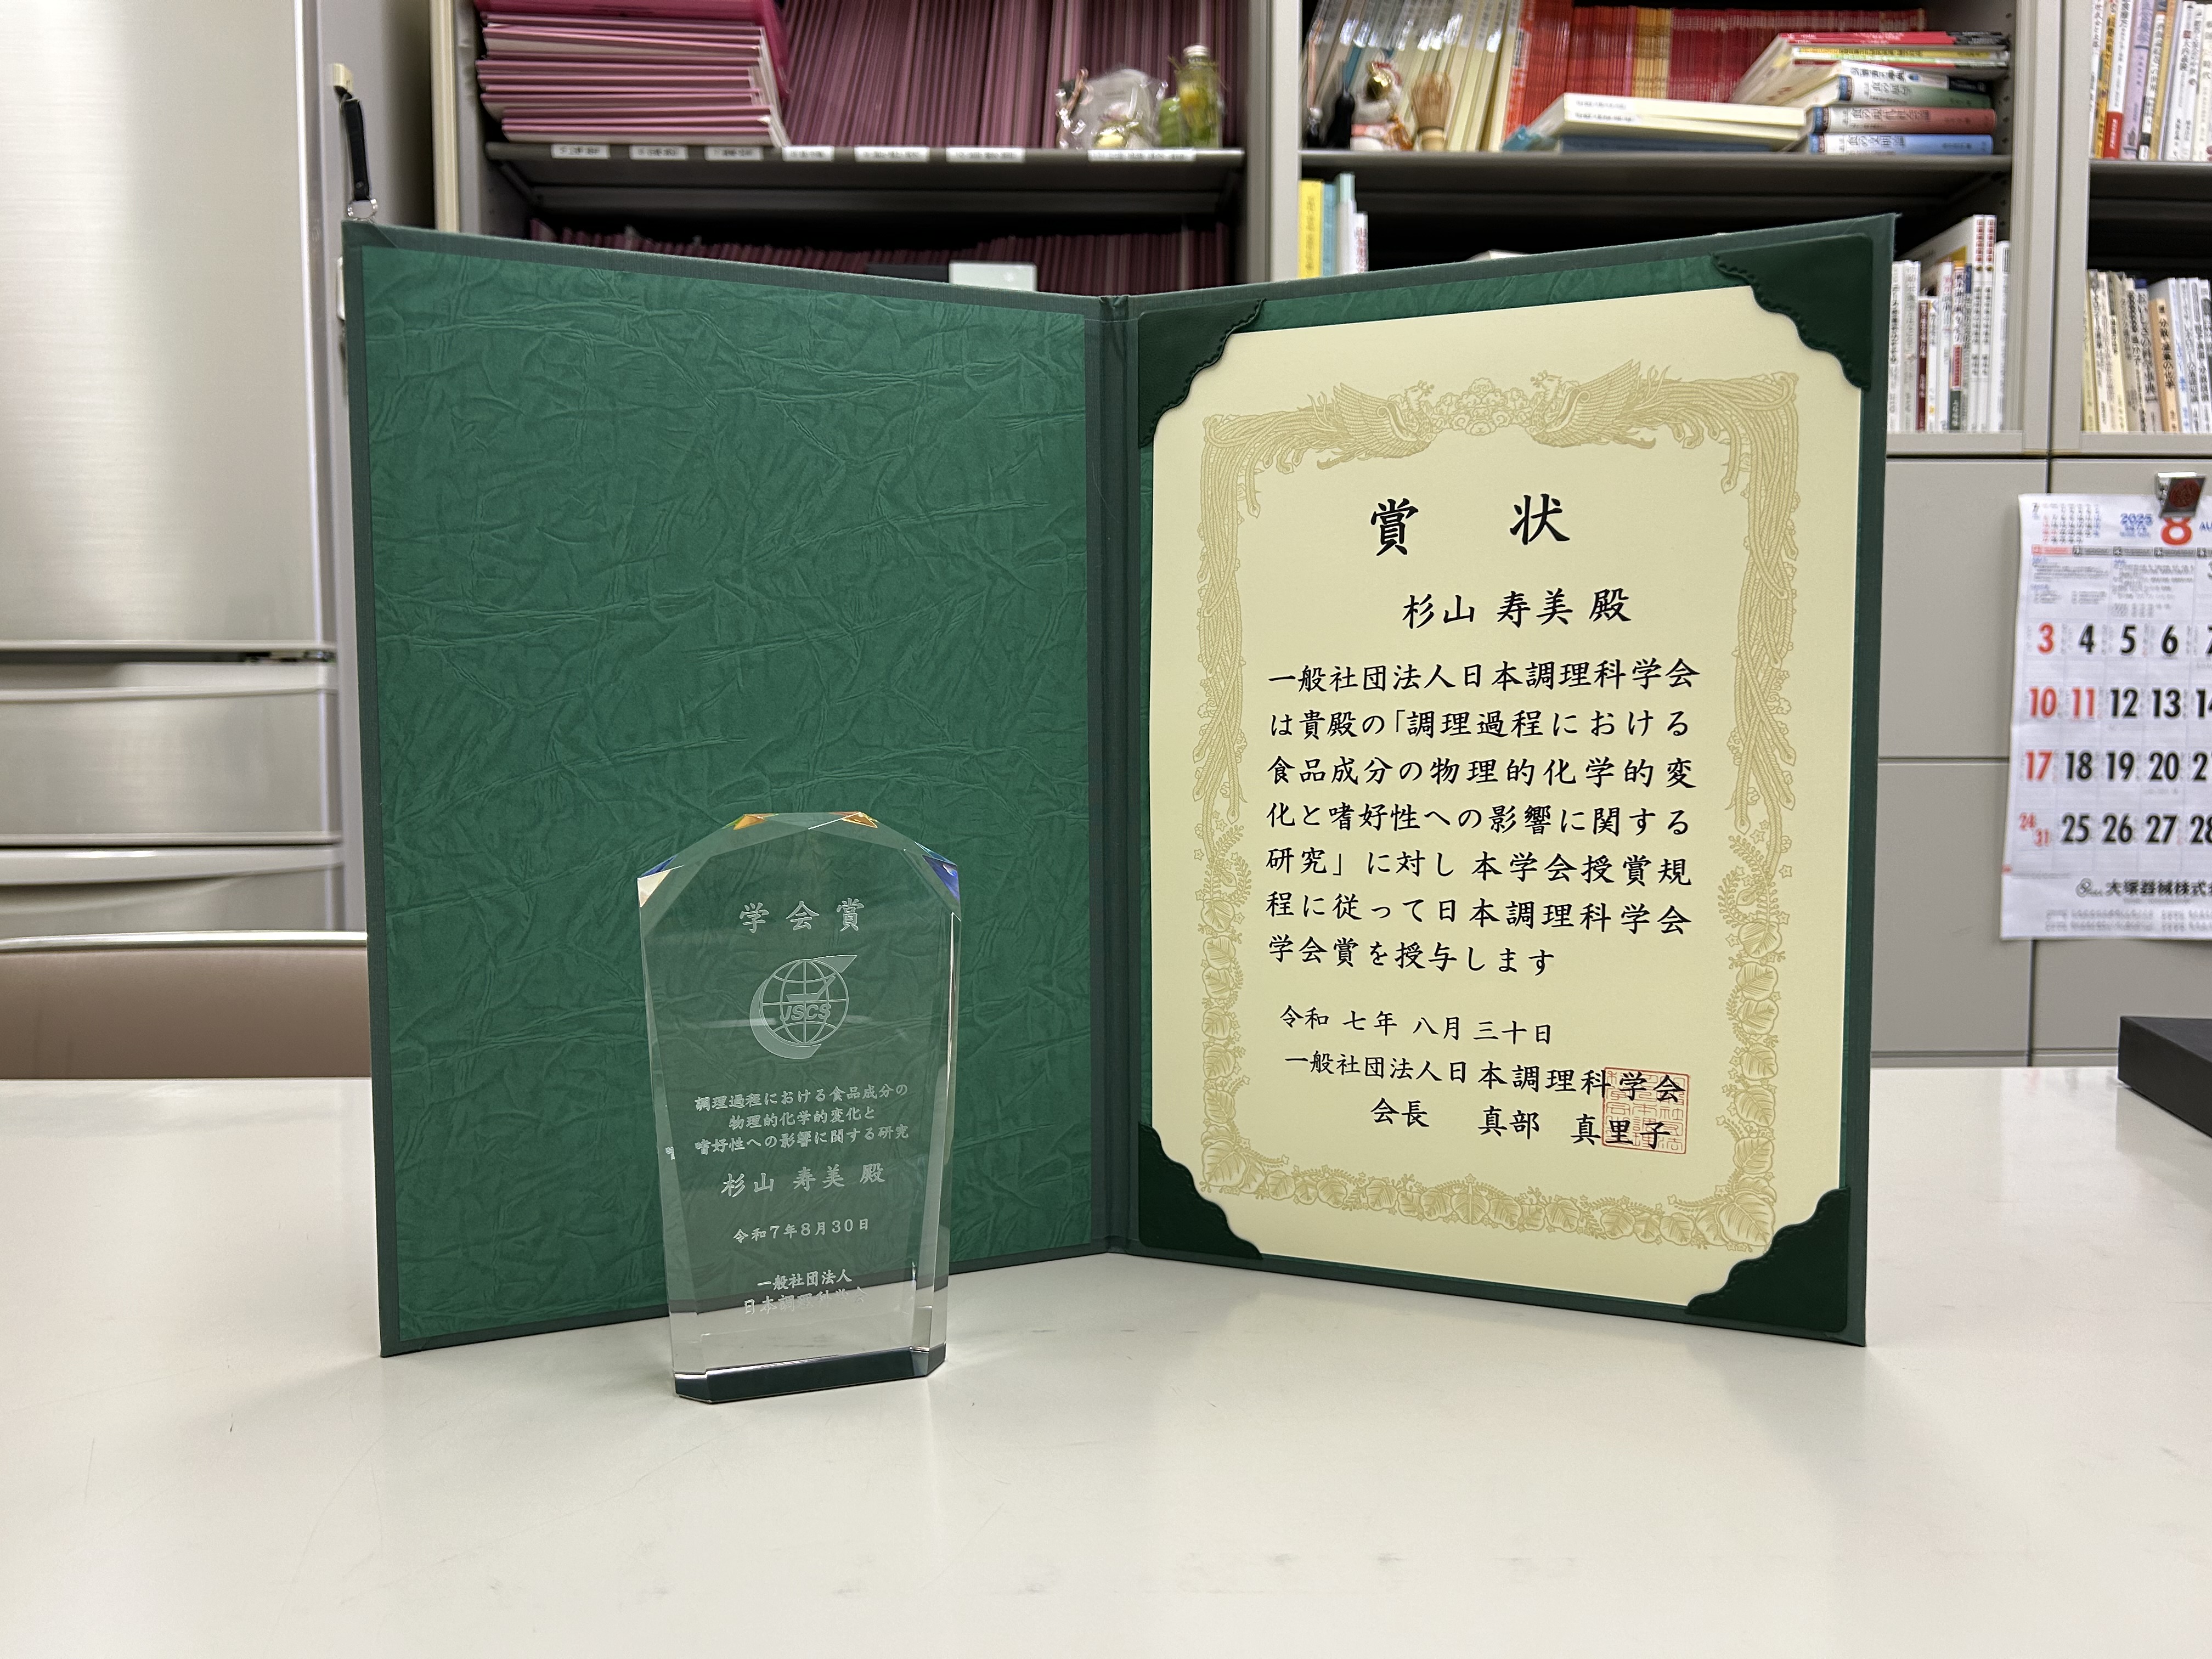 賞 状
杉山 寿美 殿
一般社団法人日本調理科学会
は貴殿の「調理過程における
食品成分の物理的化学的変
化と嗜好性への影響に関する
研究」に対し 本学会授賞規
程に従って日本調理科学会
学会賞を授与します
令和 七年 八月 三十日
一般社団法人日本調理科学会
会長 真部 真里子
学会賞
JSCS
調理過程における食品成分の
物理的化学的変化と
嗜好性への影響に関する研究
杉山 寿美 殿
令和7年8月30日
一般社団法人
日本調理科学会
2025 8
3 4 5 6
10 11 12 13
17 18 19 20
24 31 25 26 27 28
大塚器械株式